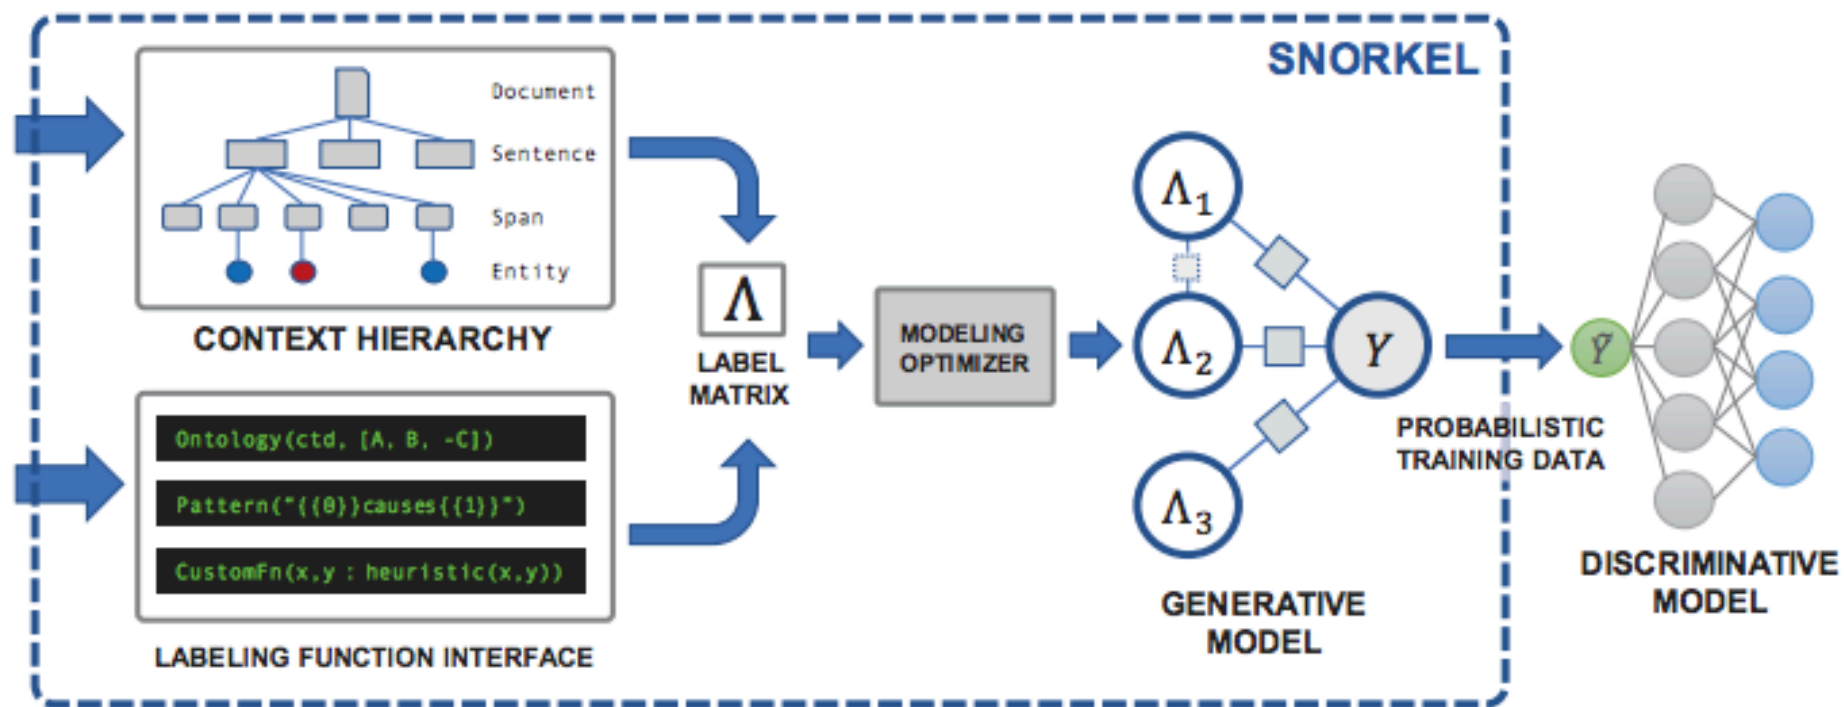 SNORKEL
Document
Sentence
Span
Entity
CONTEXT HIERARCHY
Ontology(ctd, [A, B, -C])
Pattern("{{0}}causes{{1}}")
CustomFn(x,y : heuristic(x,y))
LABELING FUNCTION INTERFACE
Λ
LABEL
MATRIX
MODELING
OPTIMIZER
Λ1
Λ2
Λ3
Y
GENERATIVE
MODEL
PROBABILISTIC
TRAINING DATA
Ỹ
DISCRIMINATIVE
MODEL